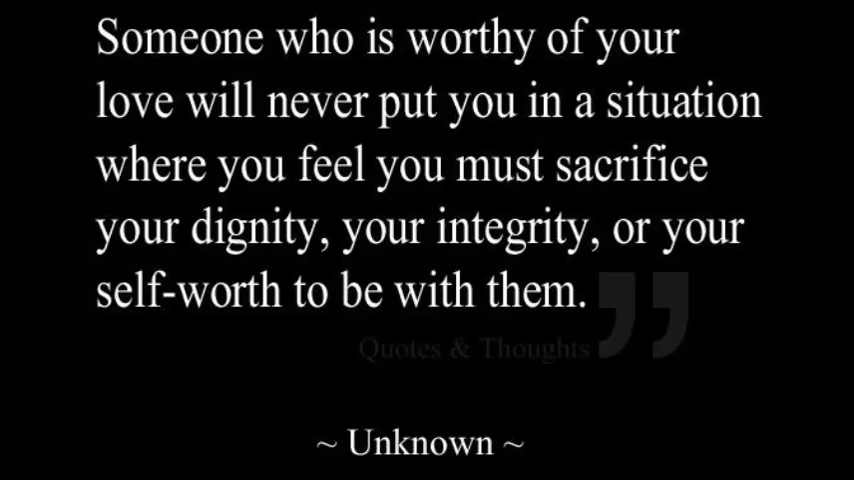 Someone who is worthy of your
love will never put you in a situation
where you feel you must sacrifice
your dignity, your integrity, or your
self-worth to be with them.
”
Quotes & Thoughts
~ Unknown ~